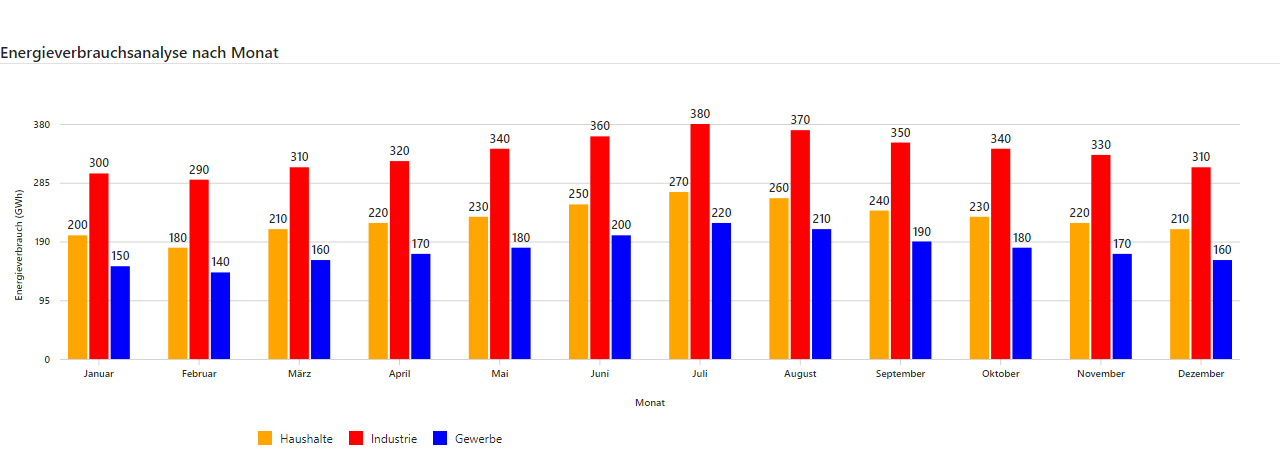 Energieverbrauchsanalyse nach Monat
Energieverbrauch (GWh)
380
285
190
95
0
200 300 150
180 290 140
210 310 160
220 320 170
230 340 180
250 360 200
270 380 220
260 370 210
240 350 190
230 340 180
220 330 170
210 310 160
Januar Februar März April Mai Juni Juli August September Oktober November Dezember
Monat
Haushalte Industrie Gewerbe